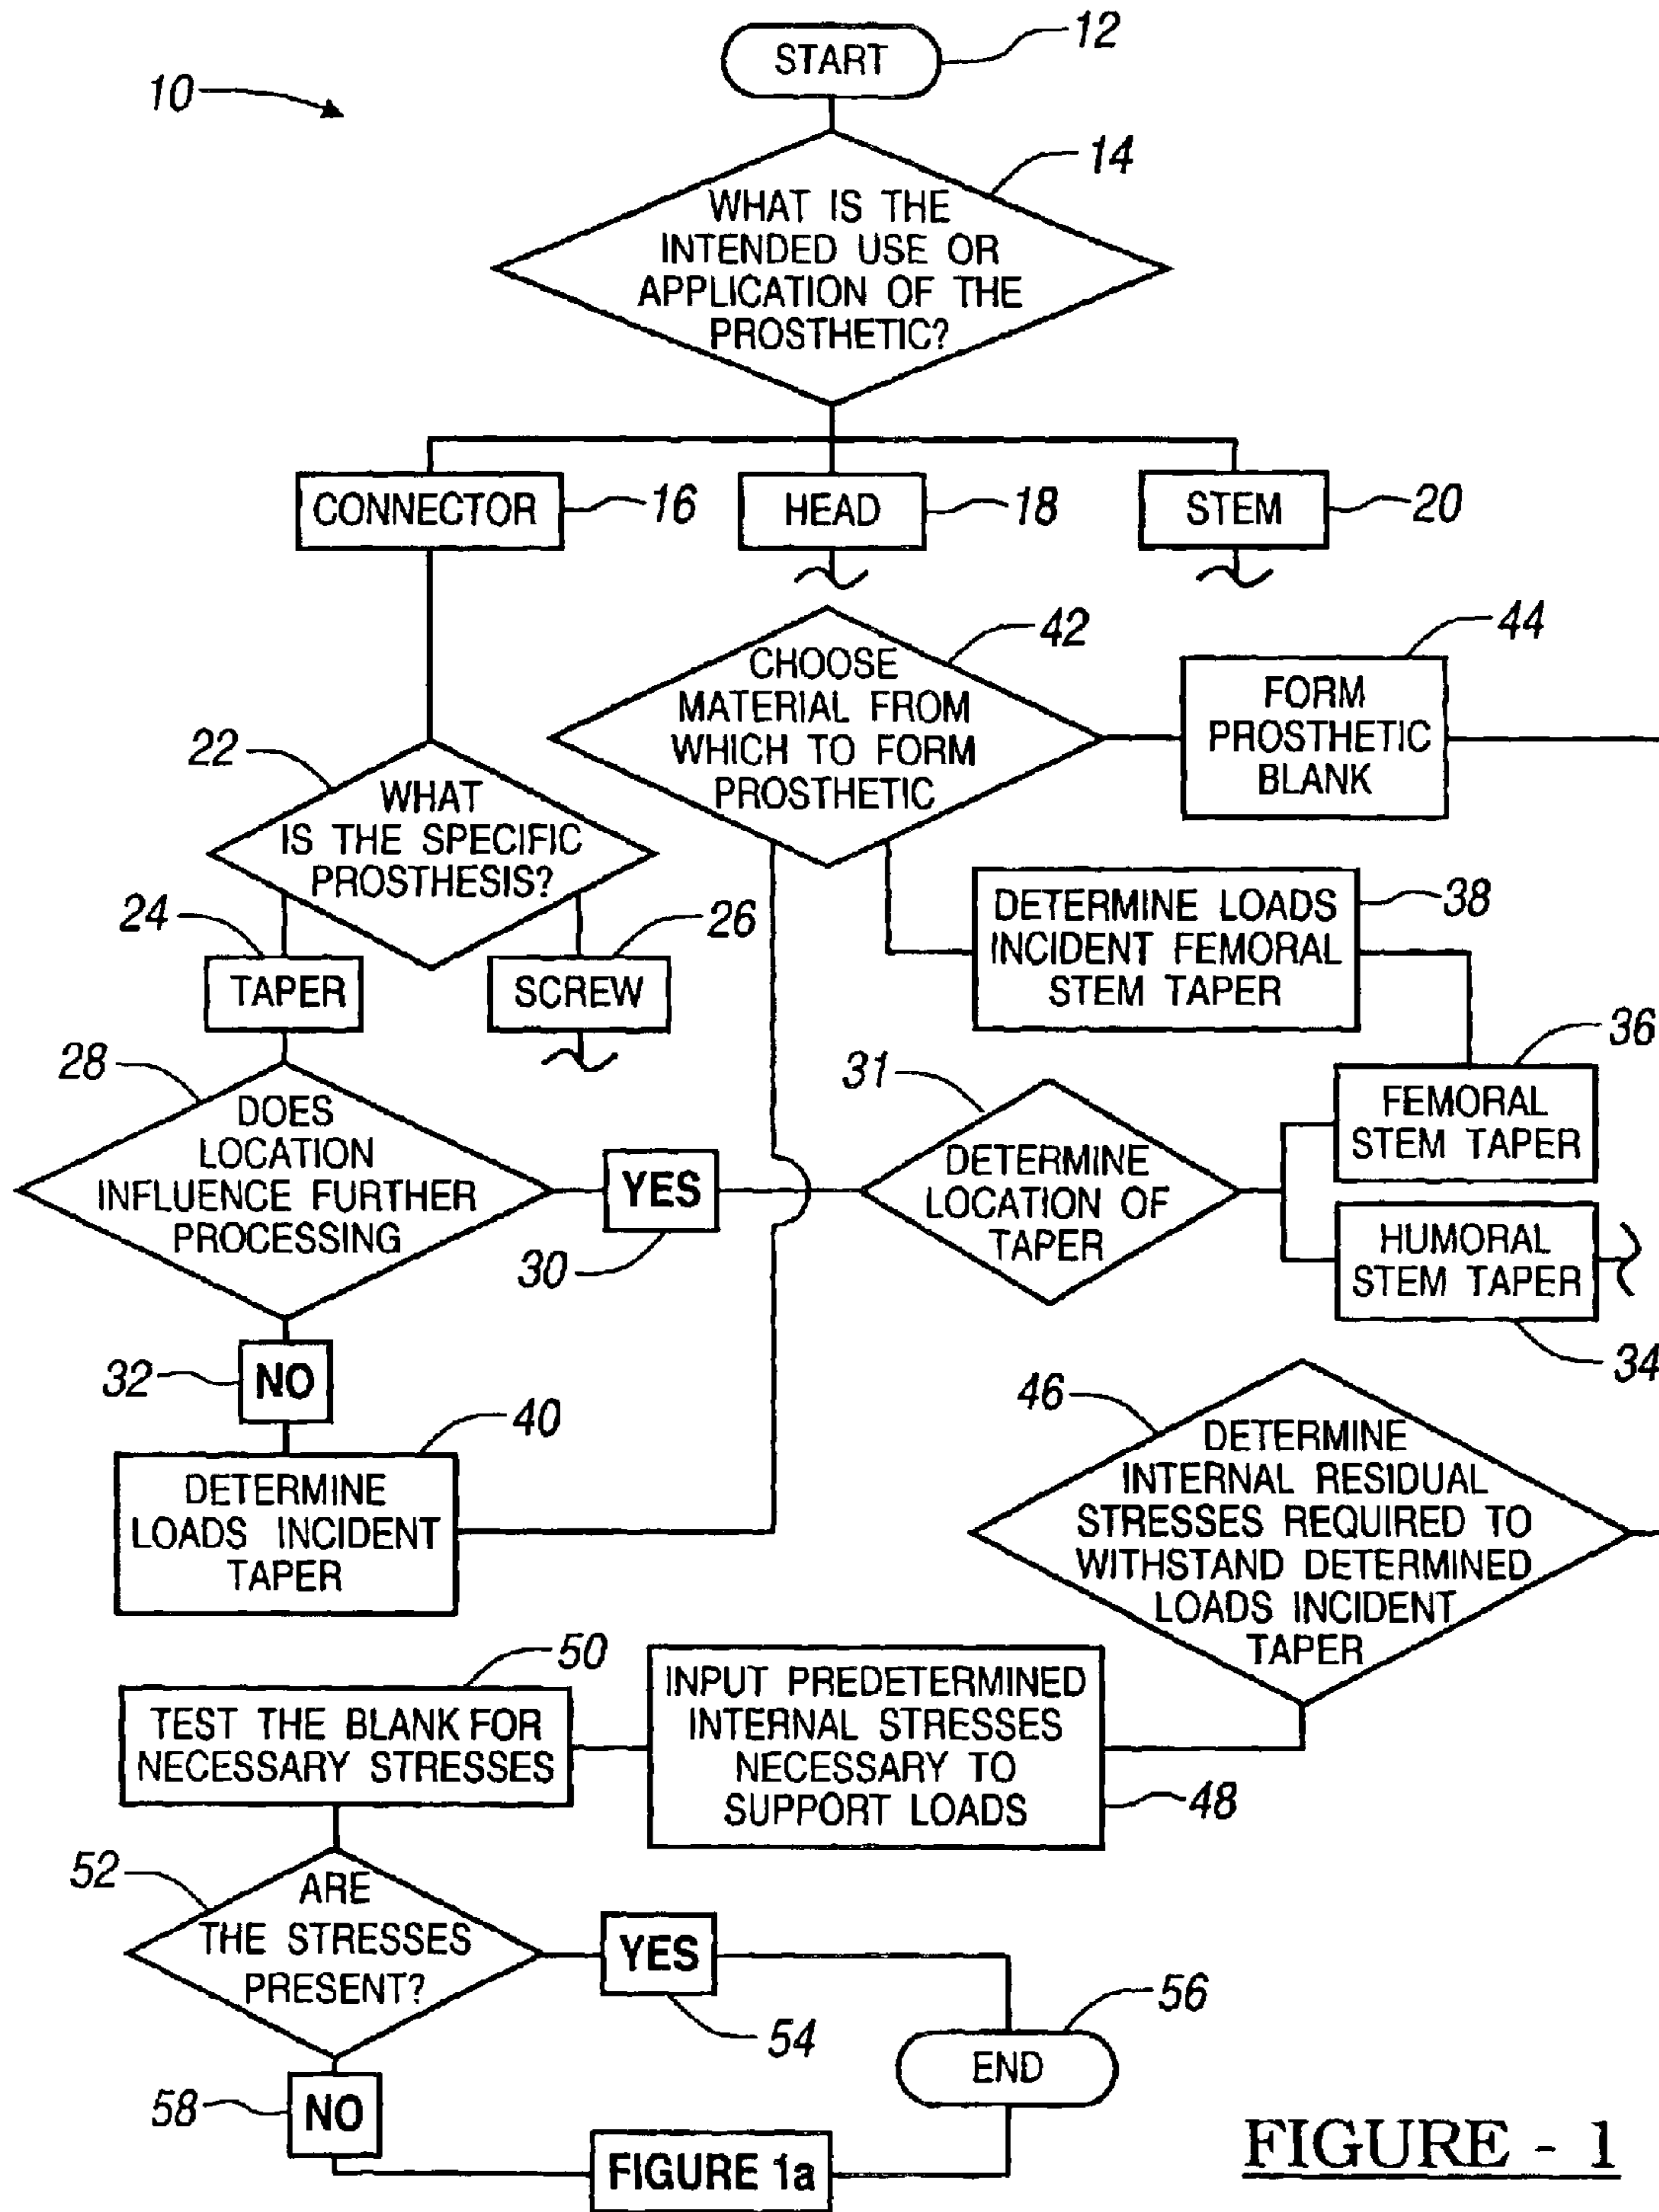 10
START
12
WHAT IS THE
INTENDED USE OR
APPLICATION OF THE
PROSTHETIC?
14
CONNECTOR
16
HEAD
18
STEM
20
22
WHAT
IS THE SPECIFIC
PROSTHESIS?
24
TAPER
26
SCREW
42
CHOOSE
MATERIAL FROM
WHICH TO FORM
PROSTHETIC
44
FORM
PROSTHETIC
BLANK
38
DETERMINE LOADS
INCIDENT FEMORAL
STEM TAPER
28
DOES
LOCATION
INFLUENCE FURTHER
PROCESSING
YES
30
31
DETERMINE
LOCATION OF
TAPER
36
FEMORAL
STEM TAPER
HUMORAL
STEM TAPER
34
32
NO
40
DETERMINE
LOADS INCIDENT
TAPER
46
DETERMINE
INTERNAL RESIDUAL
STRESSES REQUIRED TO
WITHSTAND DETERMINED
LOADS INCIDENT
TAPER
50
TEST THE BLANK FOR
NECESSARY STRESSES
INPUT PREDETERMINED
INTERNAL STRESSES
NECESSARY TO
SUPPORT LOADS
48
52
ARE
THE STRESSES
PRESENT?
YES
54
56
END
58
NO
FIGURE 1a
FIGURE - 1